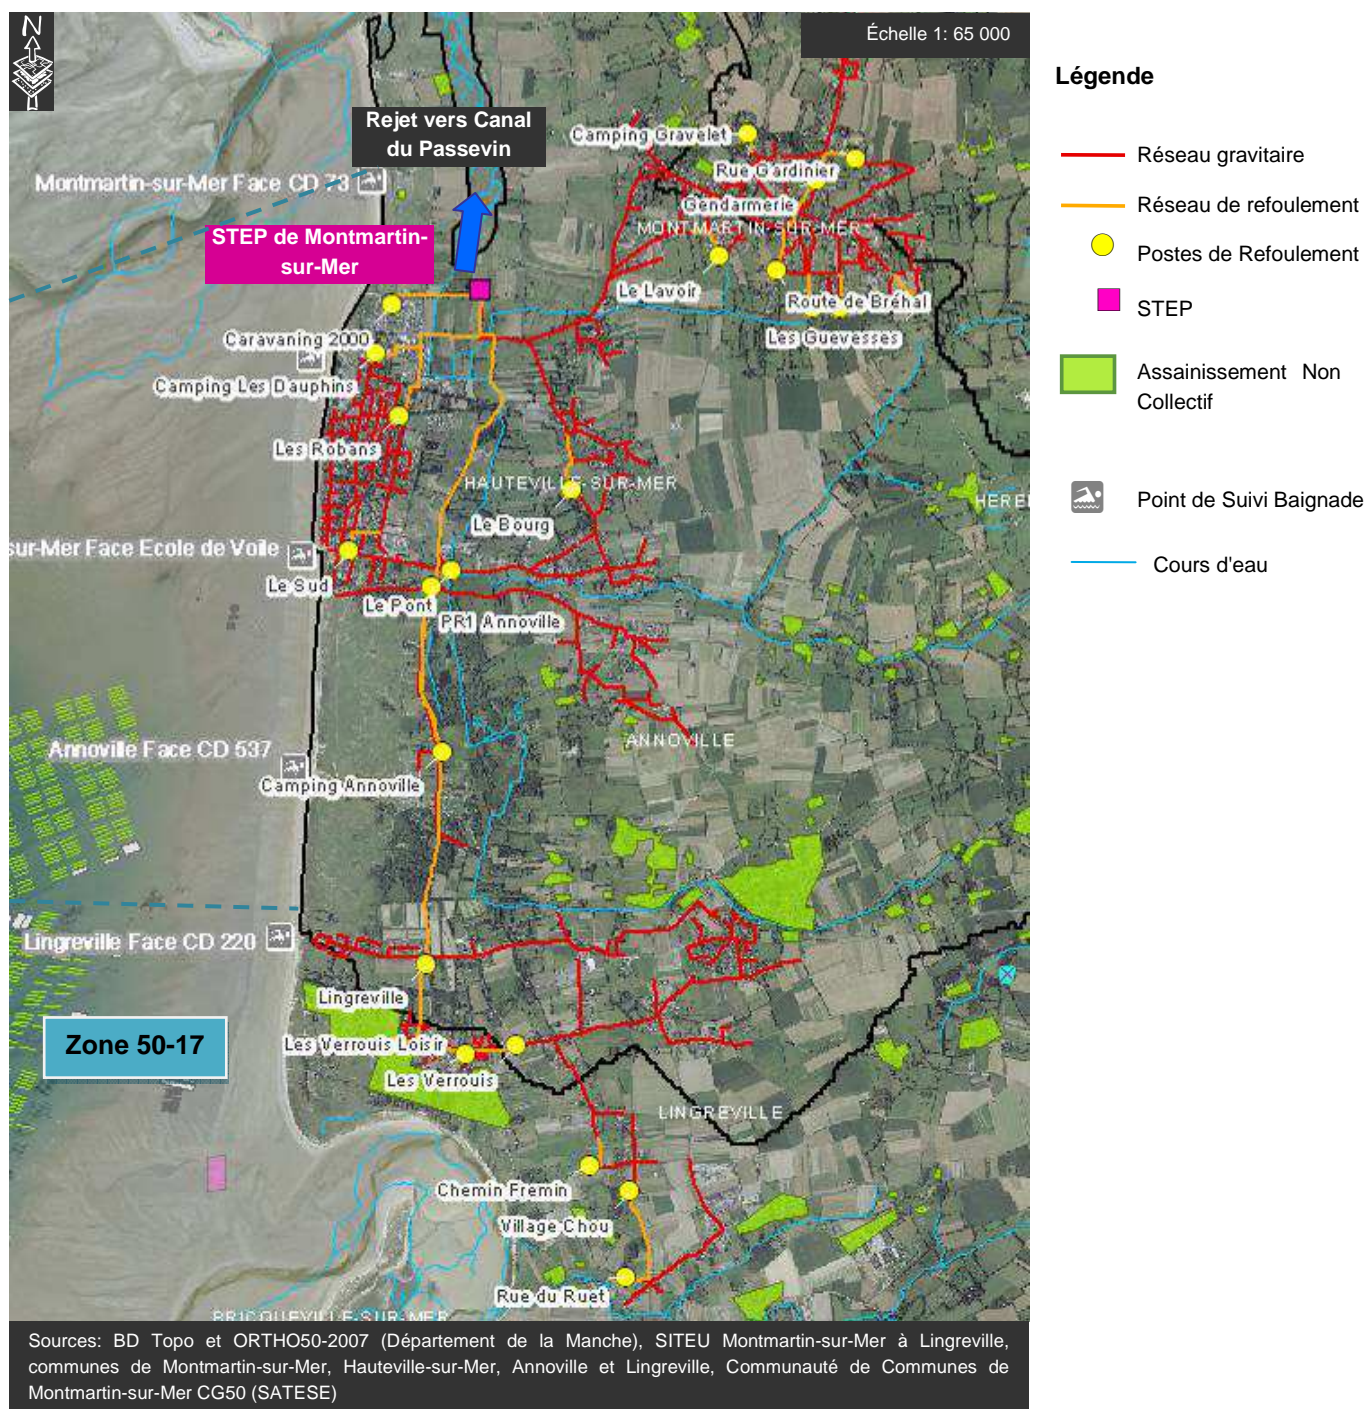 N
Échelle 1: 65 000
Légende
Rejet vers Canal
du Passevin
Camping Gravelet
Réseau gravitaire
Rue Gardinier
Montmartin-sur-Mer Face CD 73
Gendarmerie
Réseau de refoulement
MONTMARTIN-SUR-MER
STEP de Montmartin-
sur-Mer
Postes de Refoulement
Le Lavoir
Route de Bréhal
STEP
Caravaning 2000
Les Guevesses
Camping Les Dauphins
Assainissement Non
Collectif
Les Robans
HAUTEVILLE-SUR-MER
HERE
Point de Suivi Baignade
Le Bourg
sur-Mer Face Ecole de Voile
Cours d'eau
Le Sud
Le Pont
PR1 Annoville
ANNOVILLE
Annoville Face CD 537
Camping Annoville
Lingreville Face CD 220
Lingreville
Zone 50-17
Les Verrouis Loisir
Les Verrouis
LINGREVILLE
Chemin Fremin
Village Chou
Rue du Ruet
BRICQUEVILLE-SUR-MER
Sources: BD Topo et ORTHO50-2007 (Département de la Manche), SITEU Montmartin-sur-Mer à Lingreville,
communes de Montmartin-sur-Mer, Hauteville-sur-Mer, Annoville et Lingreville, Communauté de Communes de
Montmartin-sur-Mer CG50 (SATESE)